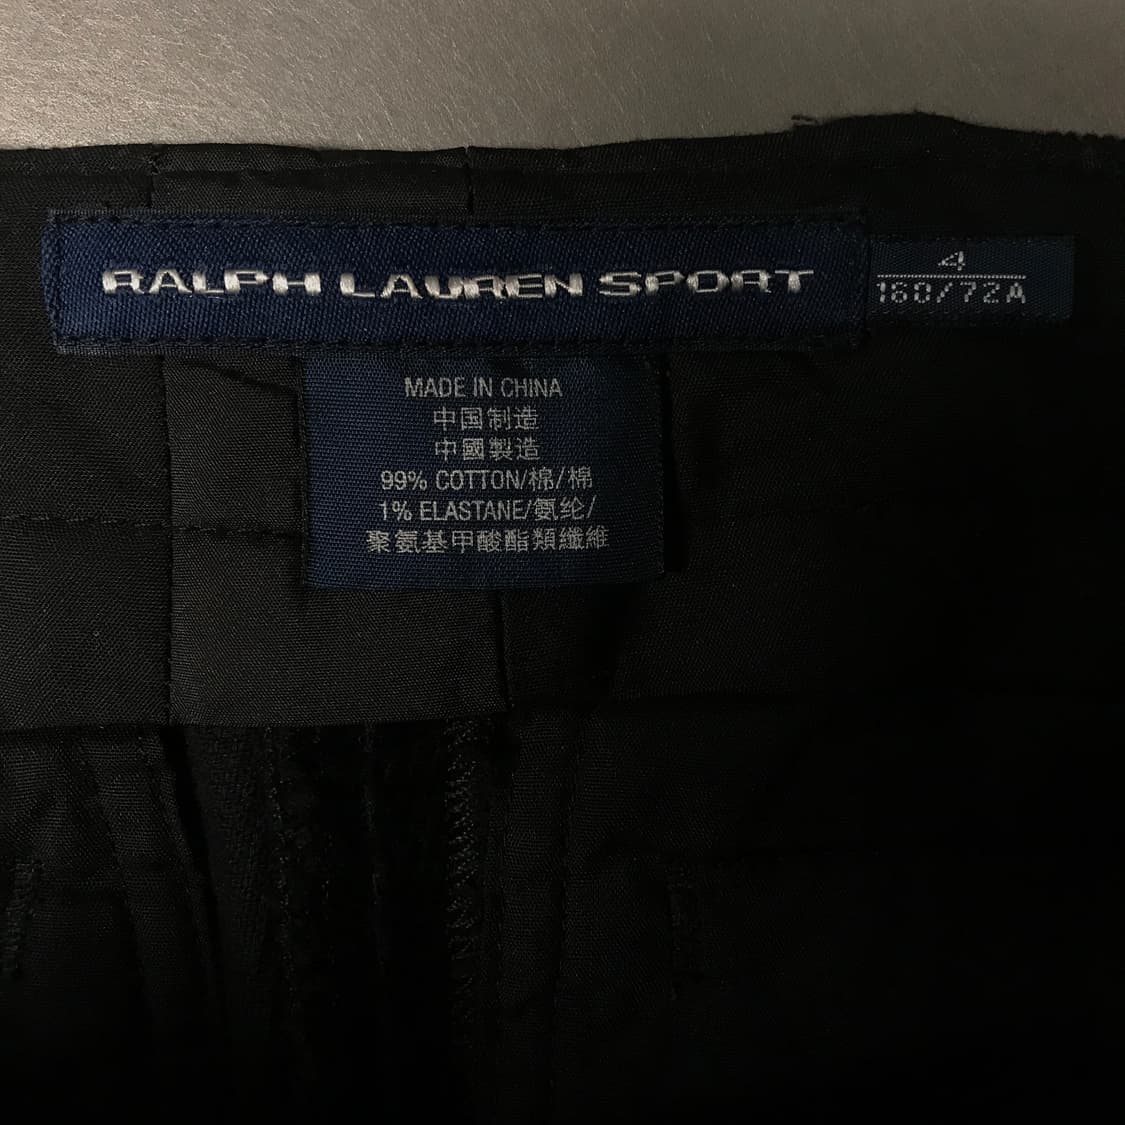 RALPH LAUREN SPORT
4
160/72A
MADE IN CHINA
中国制造
中國製造
99% COTTON/棉/棉
1% ELASTANE/氨纶/
聚氨基甲酸酯類纖維